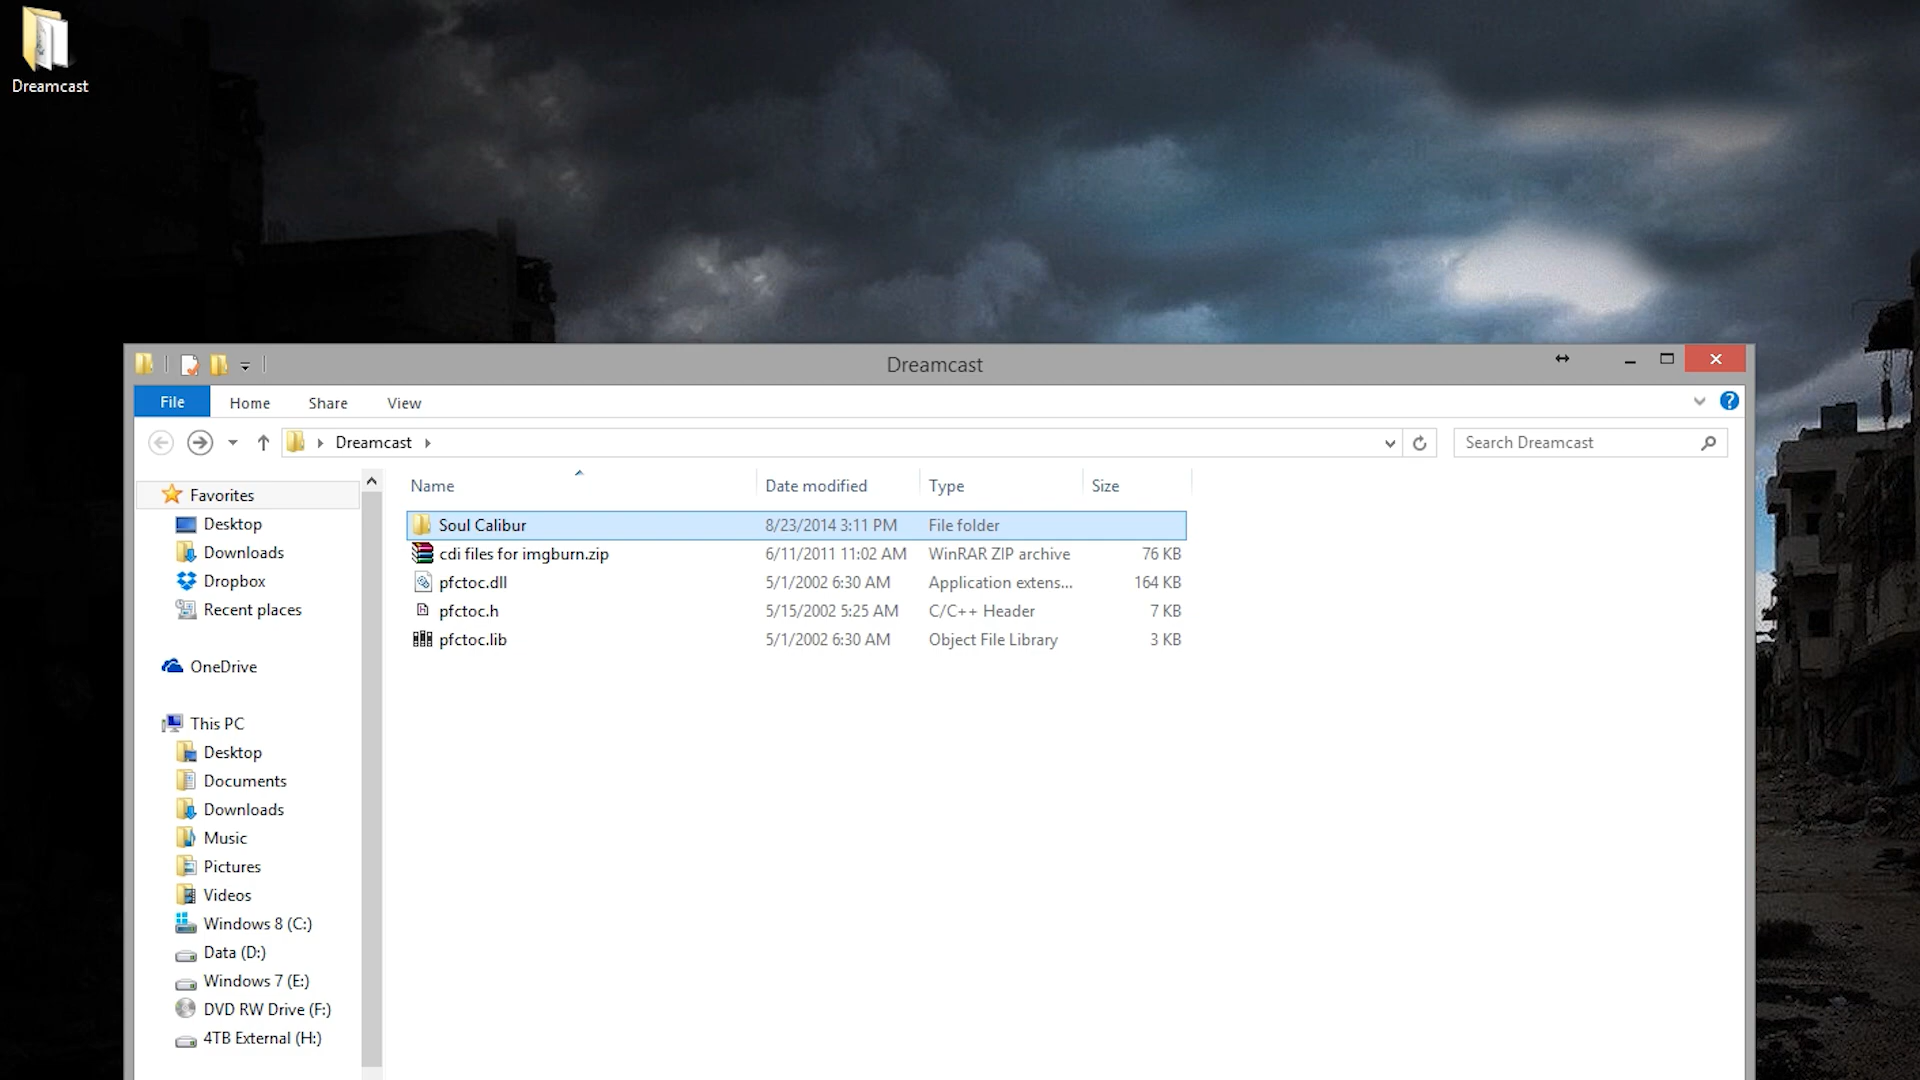 Dreamcast
Dreamcast
File Home Share View
Dreamcast Search Dreamcast
Name Date modified Type Size
Soul Calibur 8/23/2014 3:11 PM File folder
cdi files for imgburn.zip 6/11/2011 11:02 AM WinRAR ZIP archive 76 KB
pfctoc.dll 5/1/2002 6:30 AM Application extens... 164 KB
pfctoc.h 5/15/2002 5:25 AM C/C++ Header 7 KB
pfctoc.lib 5/1/2002 6:30 AM Object File Library 3 KB
Favorites
Desktop
Downloads
Dropbox
Recent places
OneDrive
This PC
Desktop
Documents
Downloads
Music
Pictures
Videos
Windows 8 (C:)
Data (D:)
Windows 7 (E:)
DVD RW Drive (F:)
4TB External (H:)